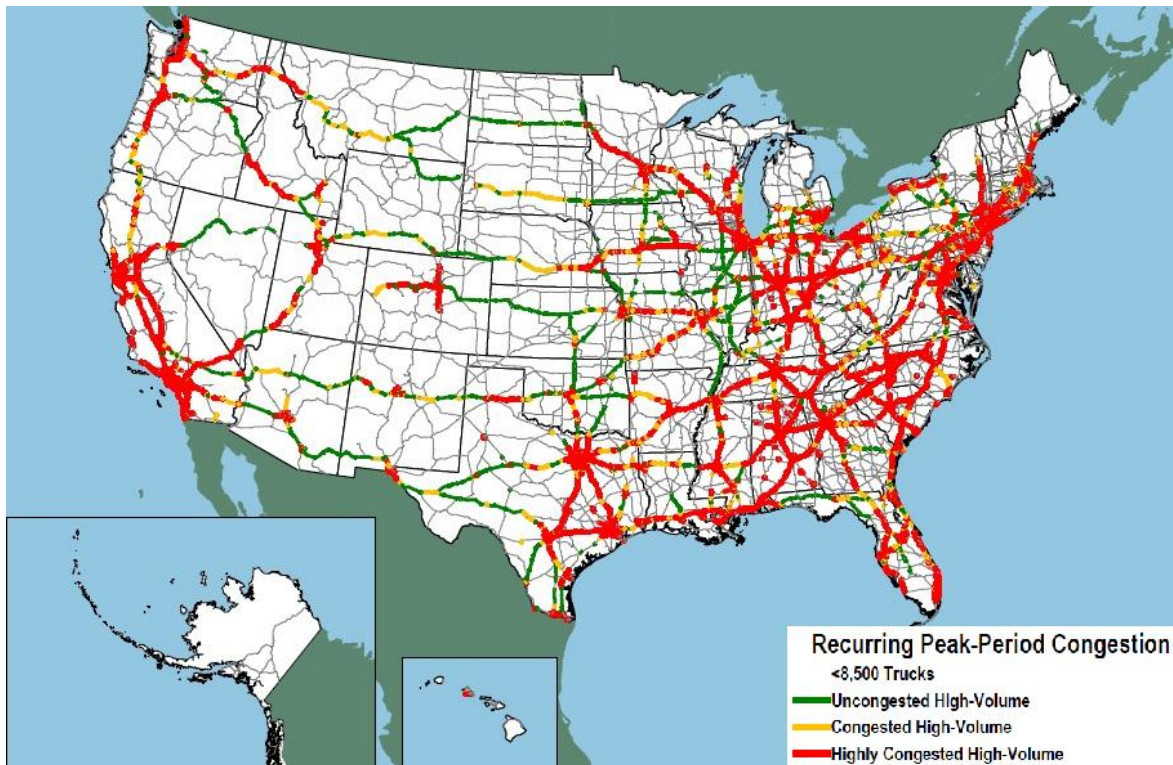 Recurring Peak-Period Congestion
<8,500 Trucks
Uncongested High-Volume
Congested High-Volume
Highly Congested High-Volume